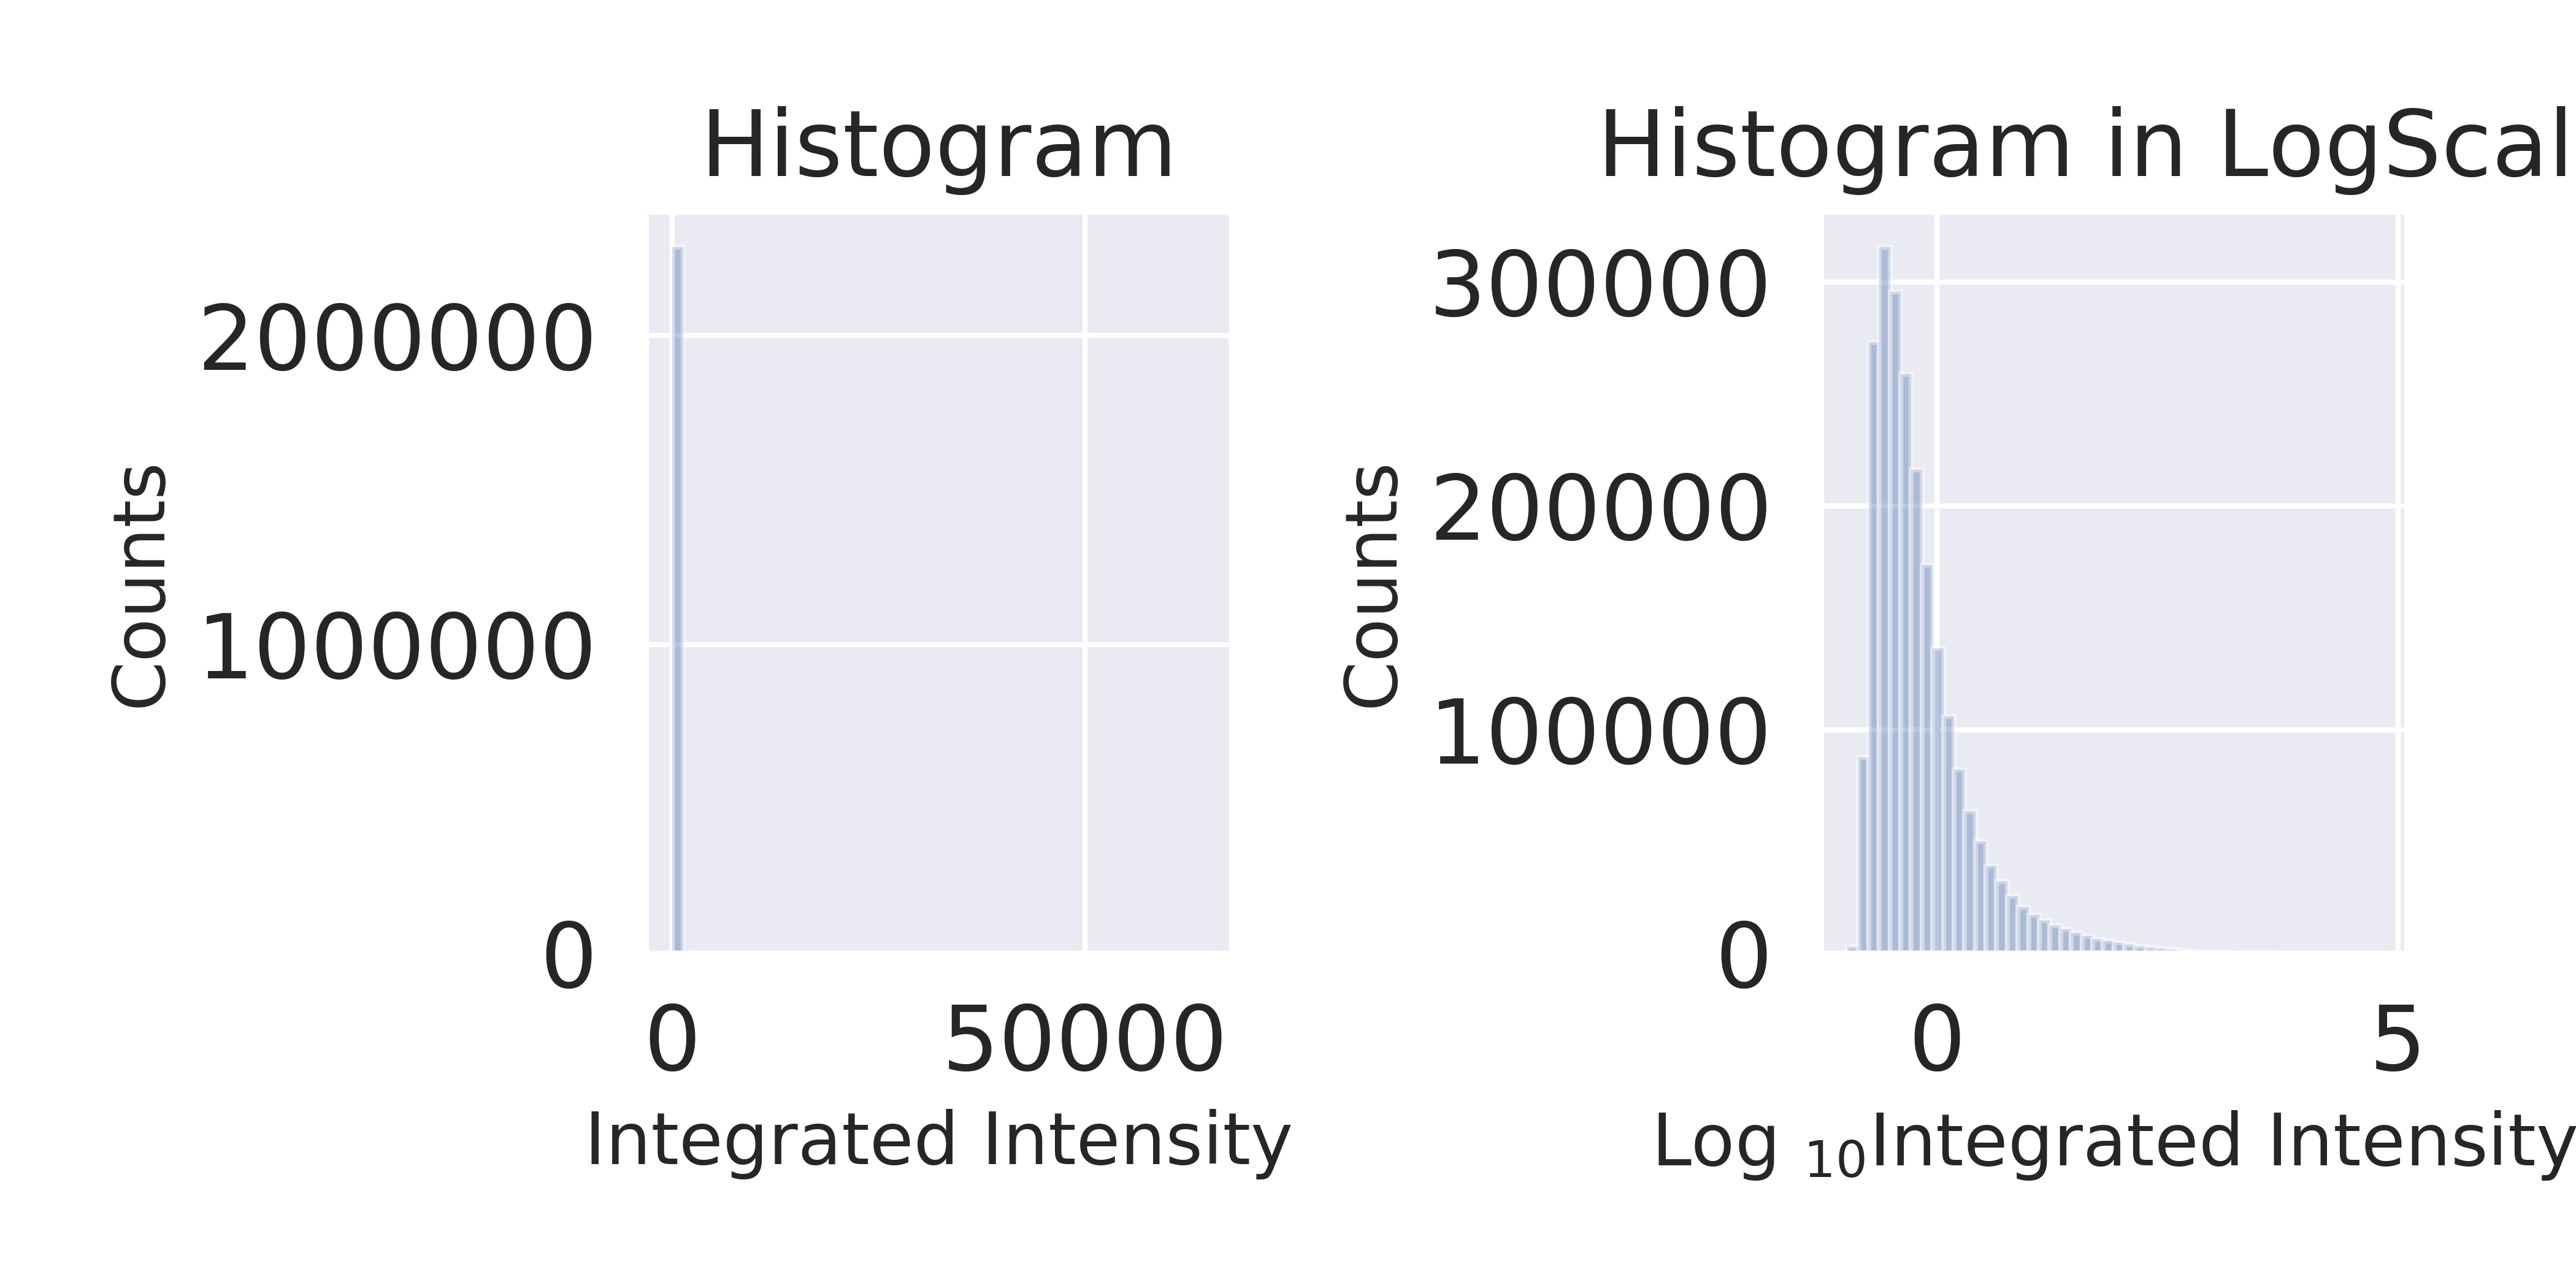 Histogram
2000000
1000000
0
Counts
0 50000
Integrated Intensity
Histogram in LogScal
300000
200000
100000
0
Counts
0 5
Log 10Integrated Intensity